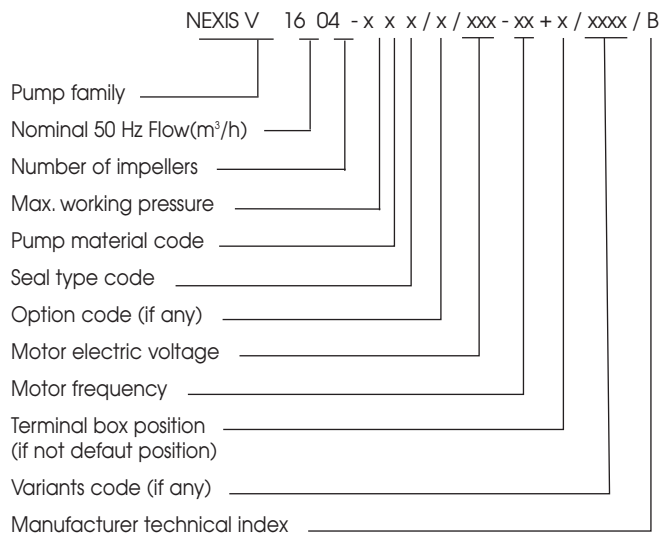 NEXIS V 16 04 - x x x / x / xxx - xx + x / xxxx / B
Pump family
Nominal 50 Hz Flow(m³/h)
Number of impellers
Max. working pressure
Pump material code
Seal type code
Option code (if any)
Motor electric voltage
Motor frequency
Terminal box position
(if not defaut position)
Variants code (if any)
Manufacturer technical index